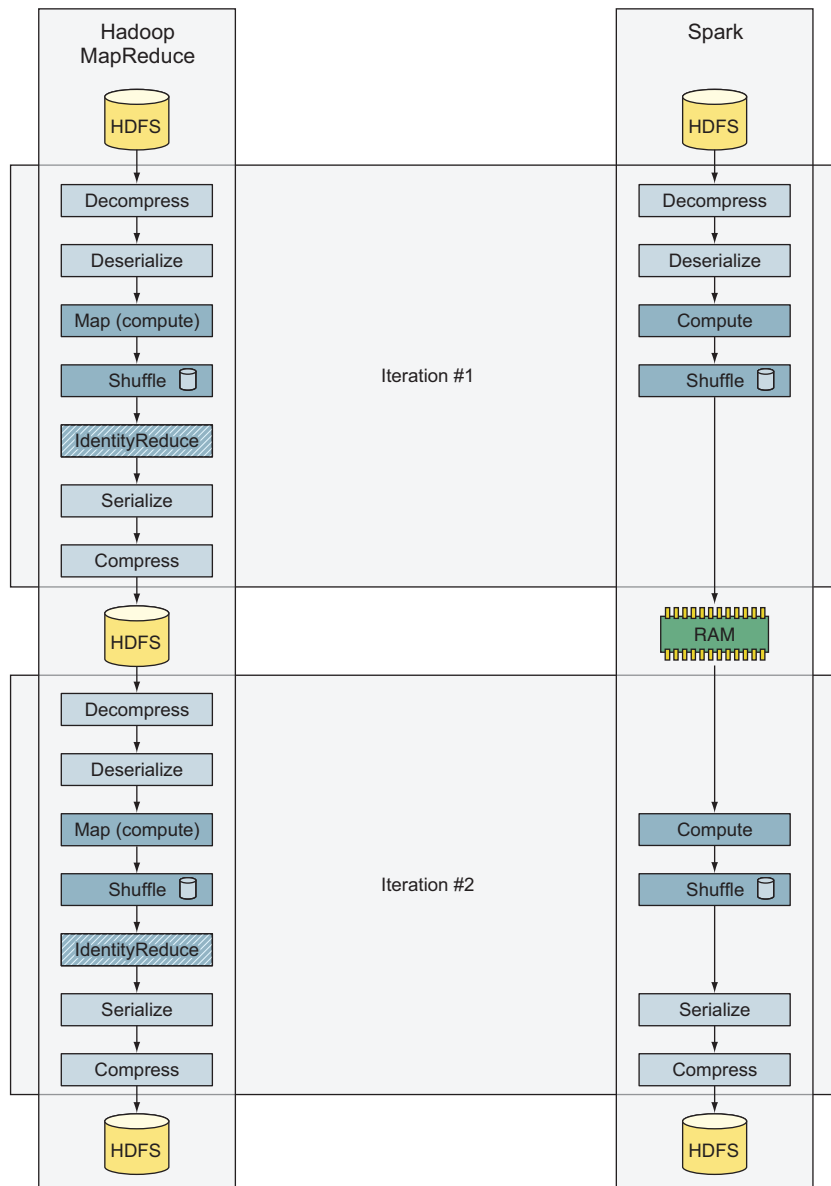 Hadoop
MapReduce
HDFS
Decompress
Deserialize
Map (compute)
Shuffle
IdentityReduce
Serialize
Compress
HDFS
Decompress
Deserialize
Map (compute)
Shuffle
IdentityReduce
Serialize
Compress
HDFS
Iteration #1
Iteration #2
Spark
HDFS
Decompress
Deserialize
Compute
Shuffle
RAM
Compute
Shuffle
Serialize
Compress
HDFS